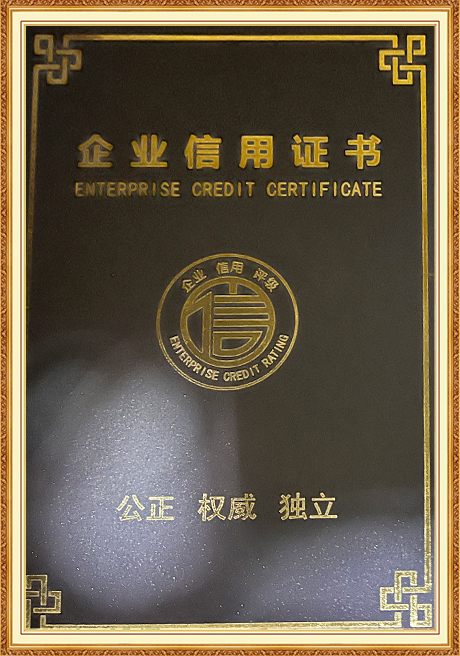 企业信用证书
ENTERPRISE CREDIT CERTIFICATE
企业 信用 评级
信
ENTERPRISE CREDIT RATING
公正 权威 独立